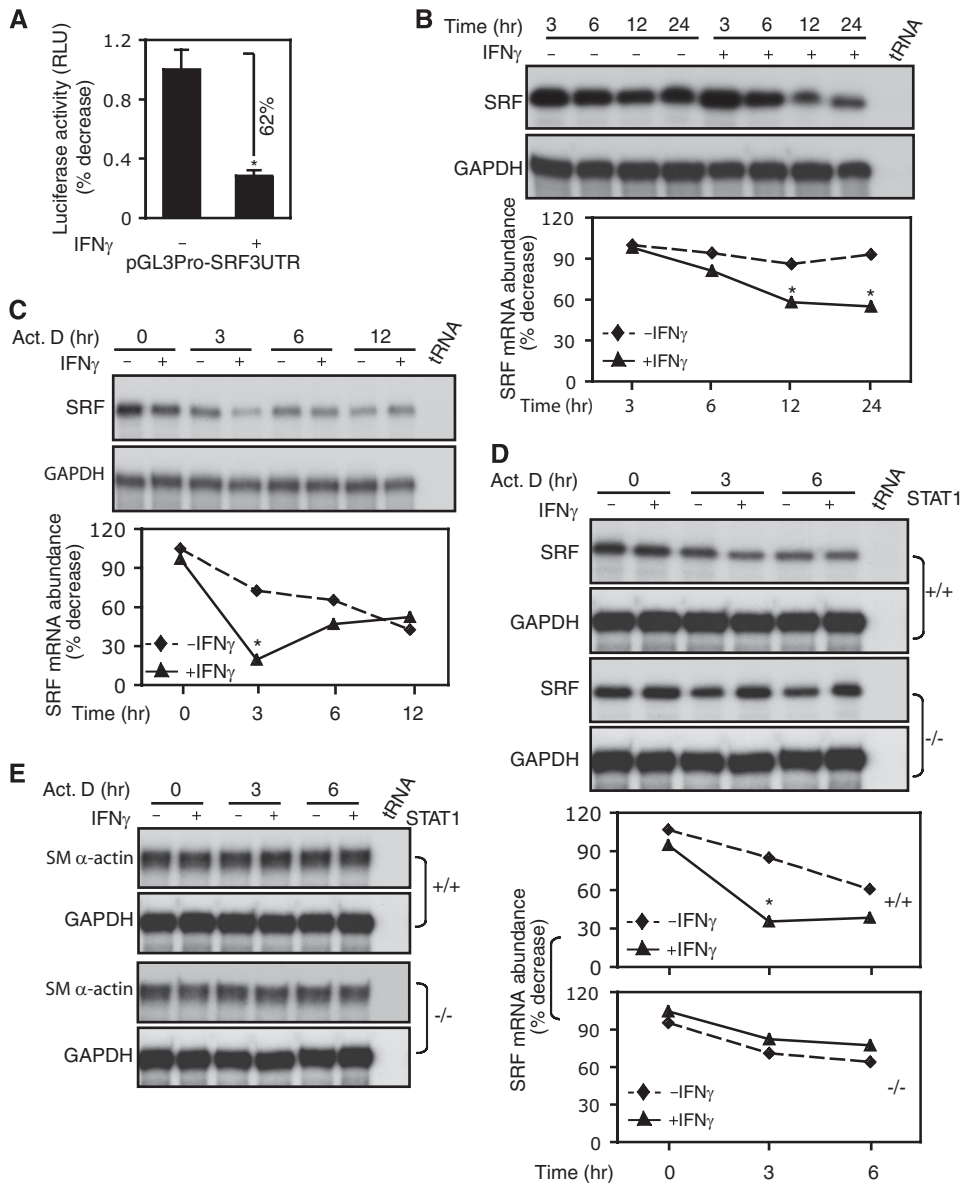 A
Luciferase activity (RLU)
(% decrease)
1.2
0.8
0.4
0
62%
*
IFNγ – +
pGL3Pro-SRF3UTR
B
Time (hr) 3 6 12 24 3 6 12 24 tRNA
IFNγ – – – – + + + +
SRF
GAPDH
SRF mRNA abundance
(% decrease)
120
90
60
30
0
* *
–IFNγ
+IFNγ
Time (hr) 3 6 12 24
C
Act. D (hr) 0 3 6 12 tRNA
IFNγ – + – + – + – +
SRF
GAPDH
SRF mRNA abundance
(% decrease)
120
90
60
30
0
*
–IFNγ
+IFNγ
Time (hr) 0 3 6 12
D
Act. D (hr) 0 3 6 tRNA STAT1
IFNγ – + – + – +
SRF
GAPDH
+/+
SRF
GAPDH
-/-
SRF mRNA abundance
(% decrease)
120
90
60
30
0
*
+/+
–IFNγ
+IFNγ
120
90
60
30
0
-/-
–IFNγ
+IFNγ
Time (hr) 0 3 6
E
Act. D (hr) 0 3 6 tRNA
IFNγ – + – + – + STAT1
SM α-actin
GAPDH
+/+
SM α-actin
GAPDH
-/-